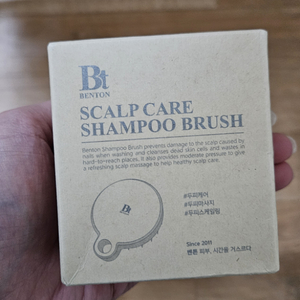 Bt
BENTON
SCALP CARE
SHAMPOO BRUSH
Benton Shampoo Brush prevents damage to the scalp caused by
nails when washing and cleanses dead skin cells and wastes in
hard-to-reach places. It also provides moderate pressure to give
a refreshing scalp massage to help healthy scalp care.
#두피케어
#두피마사지
#두피스케일링
Bt
Since 2011
벤튼 피부, 시간을 거스르다.